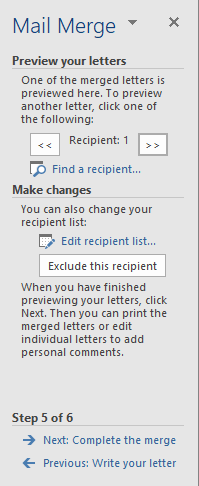 Mail Merge
Preview your letters
One of the merged letters is
previewed here. To preview
another letter, click one of
the following:
<< Recipient: 1 >>
Find a recipient...
Make changes
You can also change your
recipient list:
Edit recipient list...
Exclude this recipient
When you have finished
previewing your letters, click
Next. Then you can print the
merged letters or edit
individual letters to add
personal comments.
Step 5 of 6
Next: Complete the merge
Previous: Write your letter